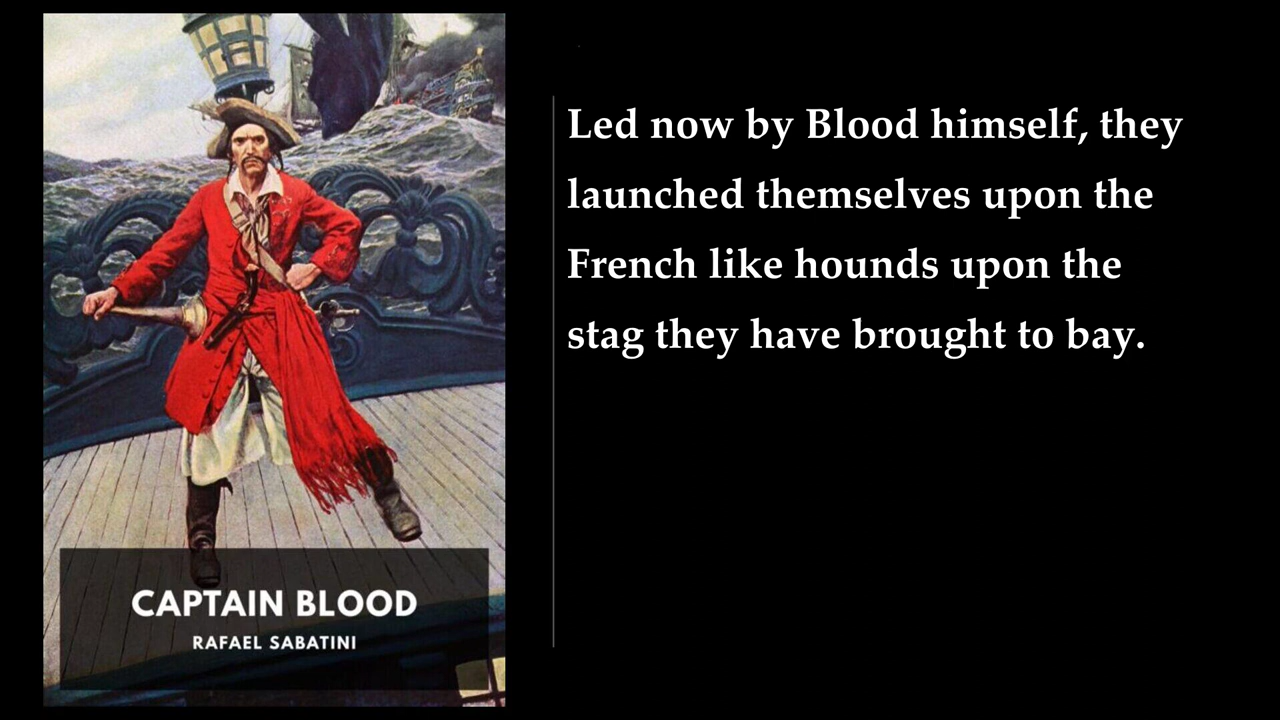 Led now by Blood himself, they
launched themselves upon the
French like hounds upon the
stag they have brought to bay.
CAPTAIN BLOOD
RAFAEL SABATINI